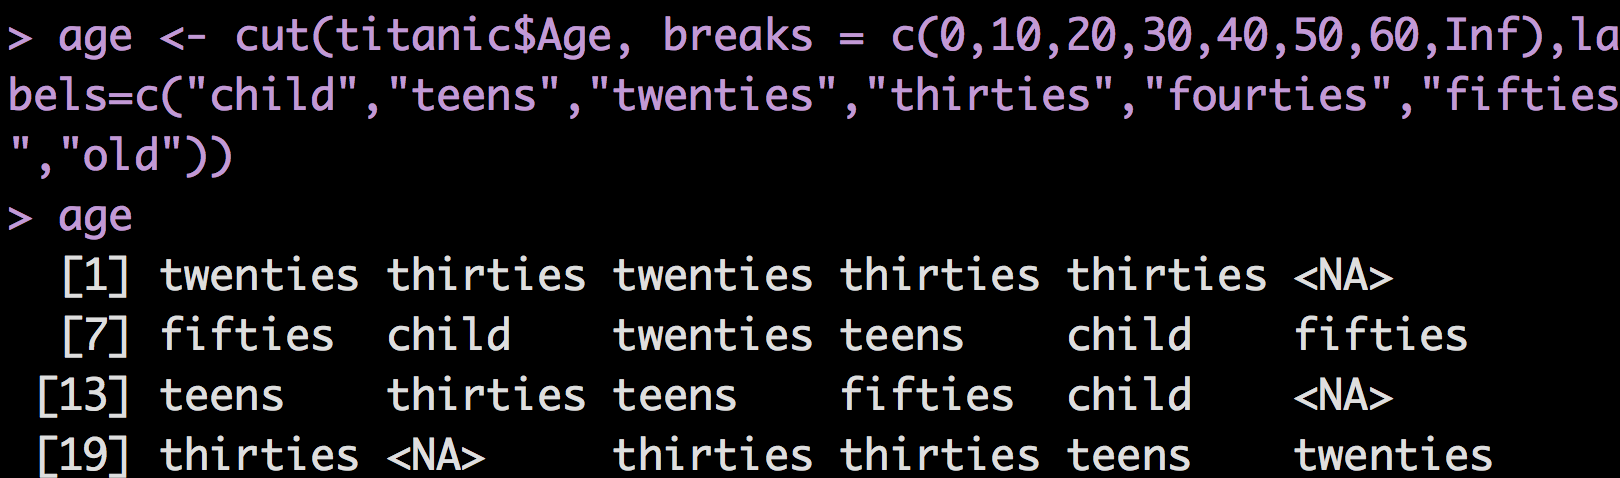 > age <- cut(titanic$Age, breaks = c(0,10,20,30,40,50,60,Inf),la
bels=c("child","teens","twenties","thirties","fourties","fifties
","old"))
> age
[1] twenties thirties twenties thirties thirties <NA>
[7] fifties child twenties teens child fifties
[13] teens thirties teens fifties child <NA>
[19] thirties <NA> thirties thirties teens twenties